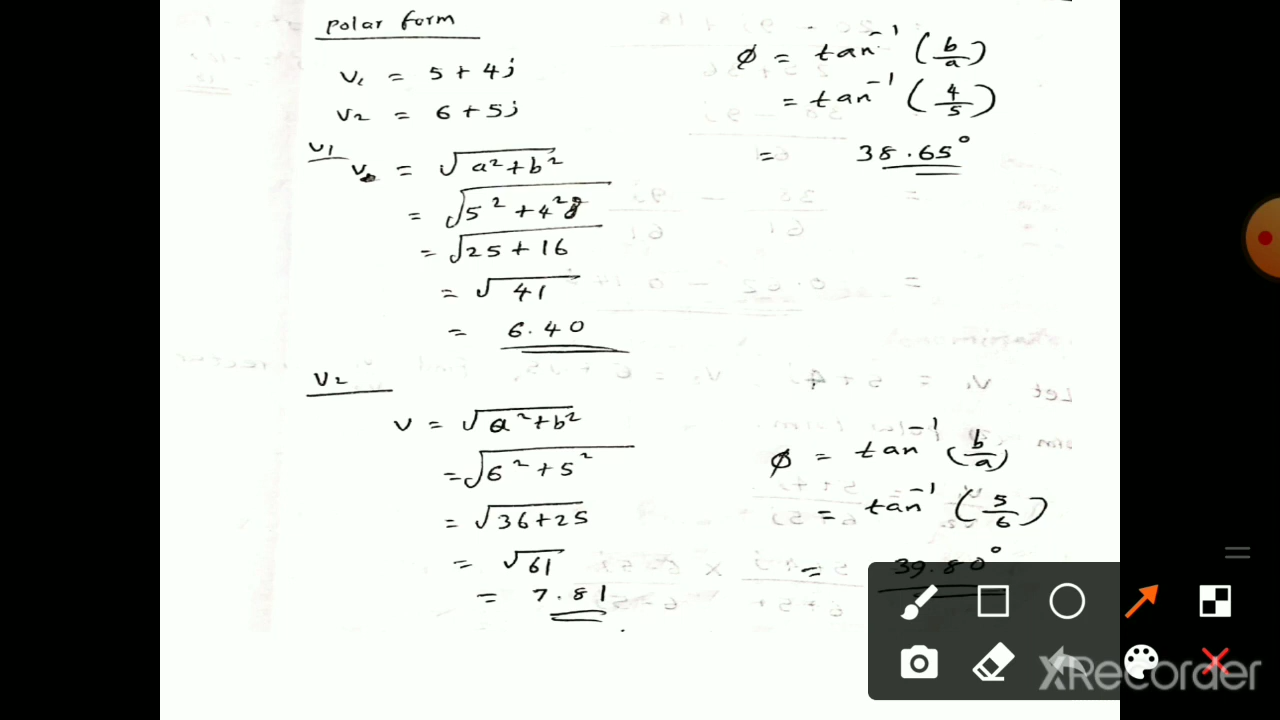 Polar form
V₁ = 5 + 4j
V2 = 6 + 5j
V1
V = √a² + b²
= √5² + 4²
= √25 + 16
= √41
= 6.40
ø = tan⁻¹ (b/a)
= tan⁻¹ (4/5)
= 38.65°
V2
V = √a² + b²
= √6² + 5²
= √36 + 25
= √61
= 7.81
ø = tan⁻¹ (b/a)
= tan⁻¹ (5/6)
= 39.80°
XRecorder